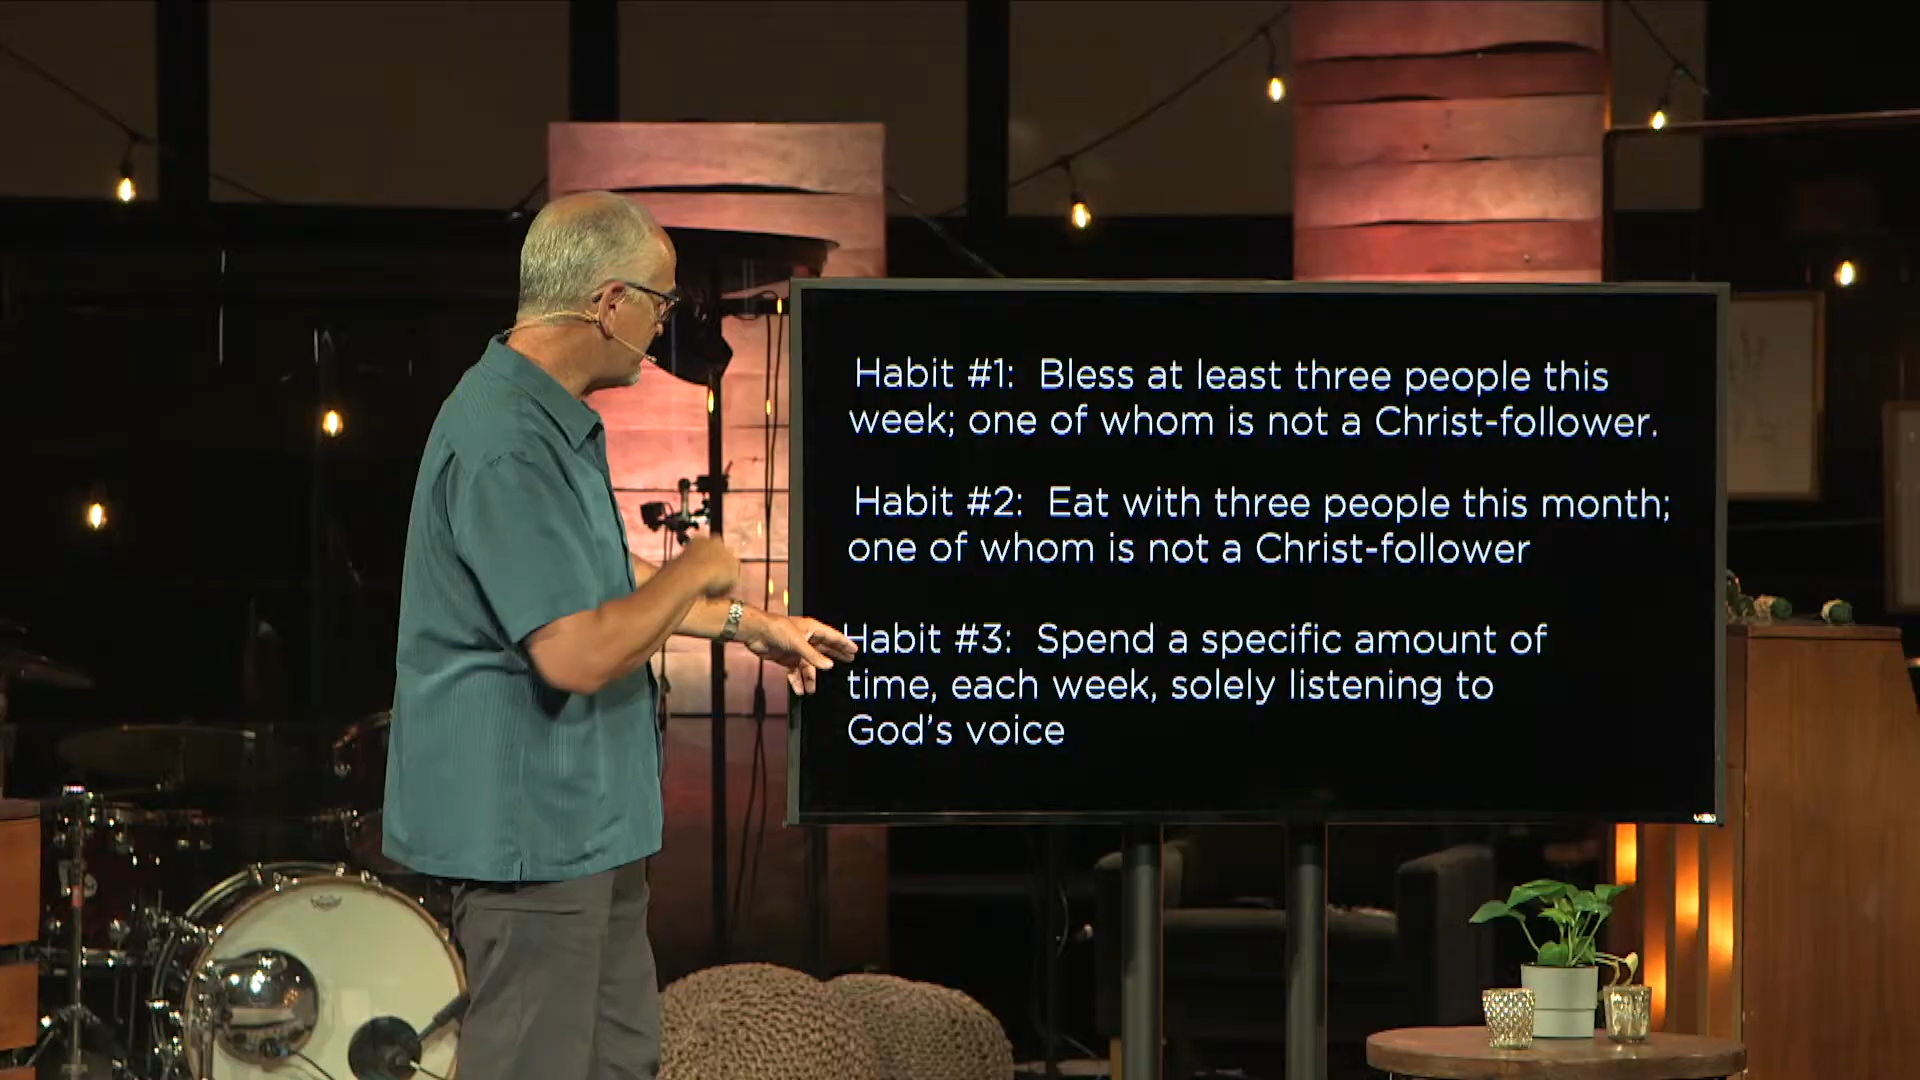 Habit #1:  Bless at least three people this
week; one of whom is not a Christ-follower.
Habit #2:  Eat with three people this month;
one of whom is not a Christ-follower
Habit #3:  Spend a specific amount of
time, each week, solely listening to
God’s voice
VIZIO
REMO